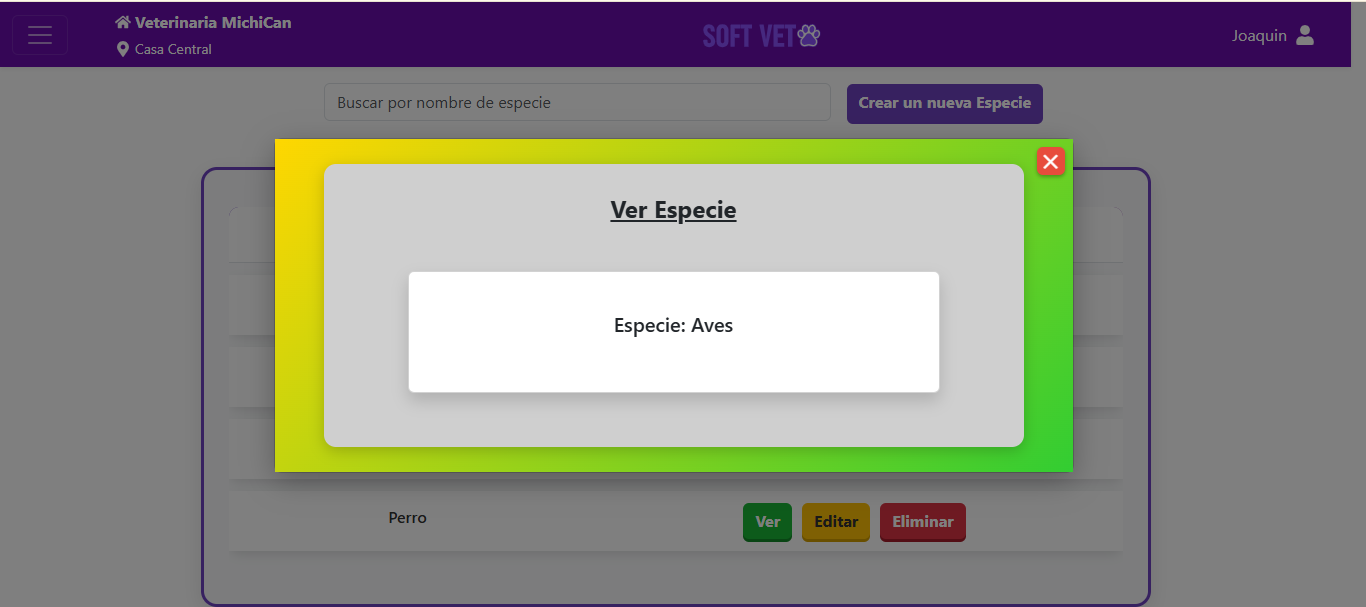 Veterinaria MichiCan
Casa Central
SOFT VET
Joaquin
Buscar por nombre de especie
Crear un nueva Especie
Ver Especie
Especie: Aves
Perro
Ver
Editar
Eliminar